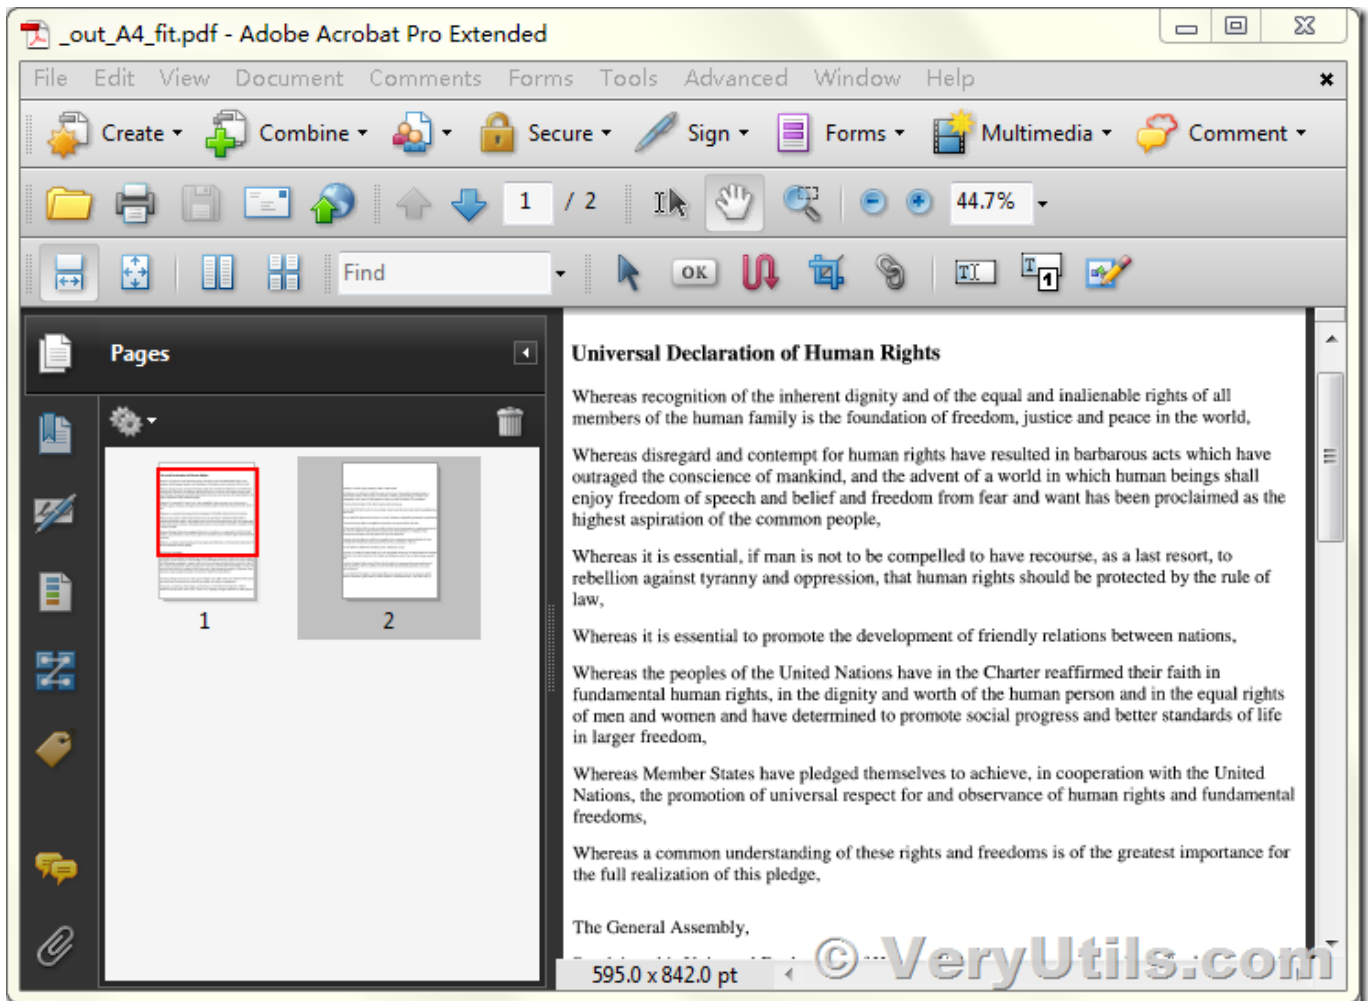 _out_A4_fit.pdf - Adobe Acrobat Pro Extended
File Edit View Document Comments Forms Tools Advanced Window Help
Create Combine Secure Sign Forms Multimedia Comment
1 / 2 44.7%
Find OK T 1
Pages
1 2
Universal Declaration of Human Rights
Whereas recognition of the inherent dignity and of the equal and inalienable rights of all
members of the human family is the foundation of freedom, justice and peace in the world,
Whereas disregard and contempt for human rights have resulted in barbarous acts which have
outraged the conscience of mankind, and the advent of a world in which human beings shall
enjoy freedom of speech and belief and freedom from fear and want has been proclaimed as the
highest aspiration of the common people,
Whereas it is essential, if man is not to be compelled to have recourse, as a last resort, to
rebellion against tyranny and oppression, that human rights should be protected by the rule of
law,
Whereas it is essential to promote the development of friendly relations between nations,
Whereas the peoples of the United Nations have in the Charter reaffirmed their faith in
fundamental human rights, in the dignity and worth of the human person and in the equal rights
of men and women and have determined to promote social progress and better standards of life
in larger freedom,
Whereas Member States have pledged themselves to achieve, in cooperation with the United
Nations, the promotion of universal respect for and observance of human rights and fundamental
freedoms,
Whereas a common understanding of these rights and freedoms is of the greatest importance for
the full realization of this pledge,
The General Assembly,
595.0 x 842.0 pt
© VeryUtils.com